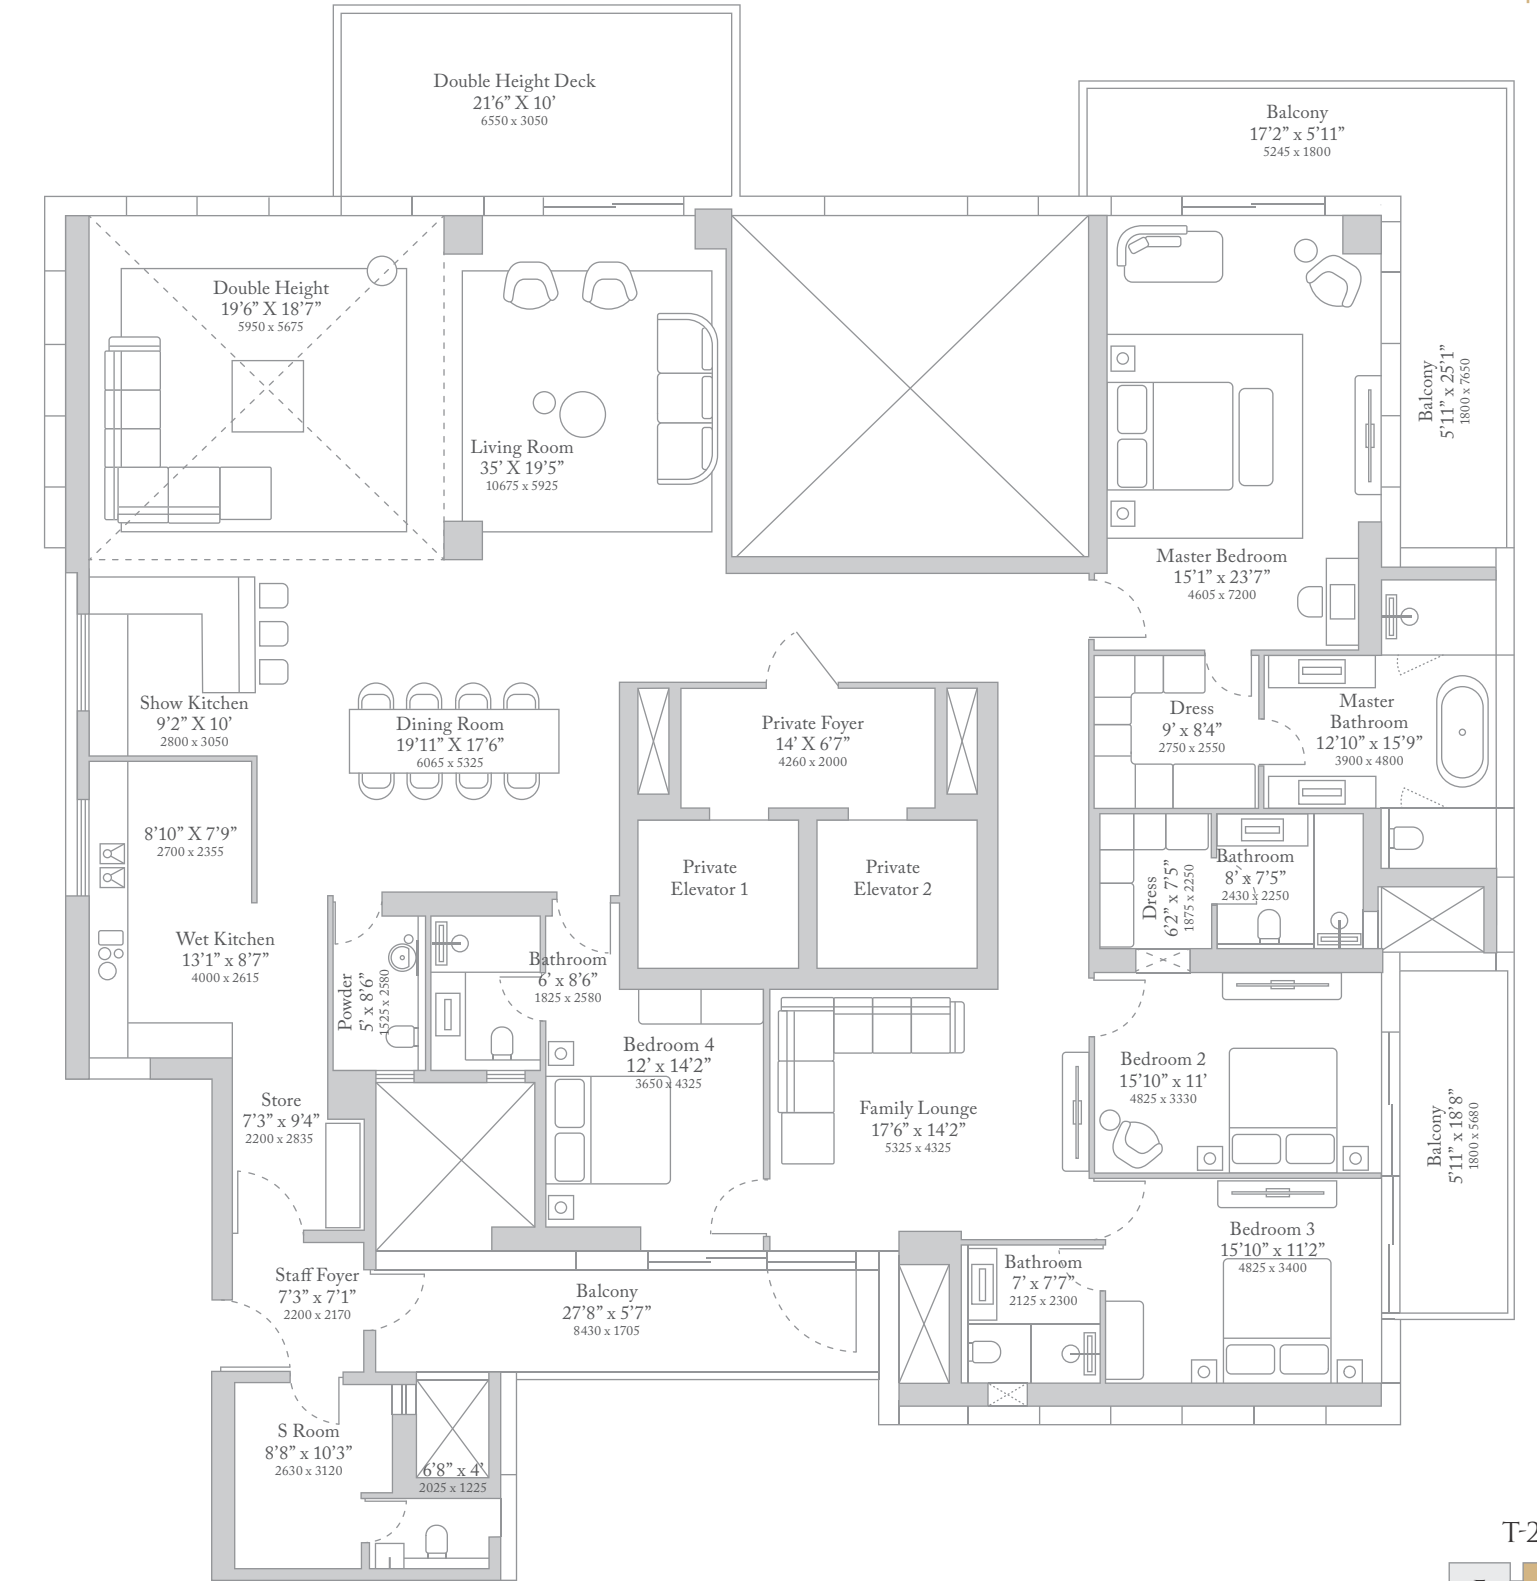 Double Height Deck
21’6” X 10’
6550 x 3050
Balcony
17’2” x 5’11”
5245 x 1800
Double Height
19’6” X 18’7”
5950 x 5675
Living Room
35’ X 19’5”
10675 x 5925
Balcony
5’11” x 25’1”
1800 x 7650
Master Bedroom
15’1” x 23’7”
4605 x 7200
Show Kitchen
9’2” X 10’
2800 x 3050
Dining Room
19’11” X 17’6”
6065 x 5325
Private Foyer
14’ X 6’7”
4260 x 2000
Dress
9’ x 8’4”
2750 x 2550
Master
Bathroom
12’10” x 15’9”
3900 x 4800
8’10” X 7’9”
2700 x 2355
Private
Elevator 1
Private
Elevator 2
Dress
6’2” x 7’5”
1875 x 2250
Bathroom
8’ x 7’5”
2430 x 2250
Wet Kitchen
13’1” x 8’7”
4000 x 2615
Powder
5’ x 8’6”
1525 x 2580
Bathroom
6’ x 8’6”
1825 x 2580
Bedroom 4
12’ x 14’2”
3650 x 4325
Family Lounge
17’6” x 14’2”
5325 x 4325
Bedroom 2
15’10” x 11’
4825 x 3330
Balcony
5’11” x 18’8”
1800 x 5680
Store
7’3” x 9’4”
2200 x 2835
Staff Foyer
7’3” x 7’1”
2200 x 2170
Balcony
27’8” x 5’7”
8430 x 1705
Bathroom
7’ x 7’7”
2125 x 2300
Bedroom 3
15’10” x 11’2”
4825 x 3400
S Room
8’8” x 10’3”
2630 x 3120
6’8” x 4’
2025 x 1225
T-2